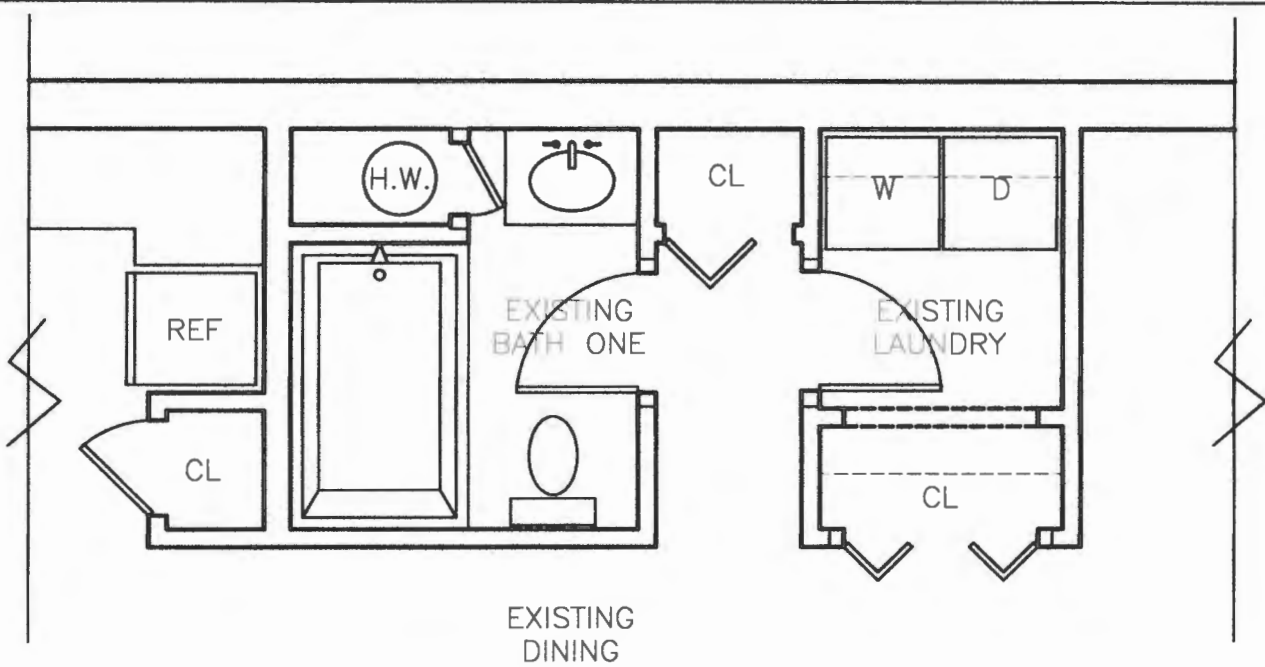 H.W.
CL
W
D
REF
EXISTING
BATH ONE
EXISTING
LAUNDRY
CL
CL
EXISTING
DINING